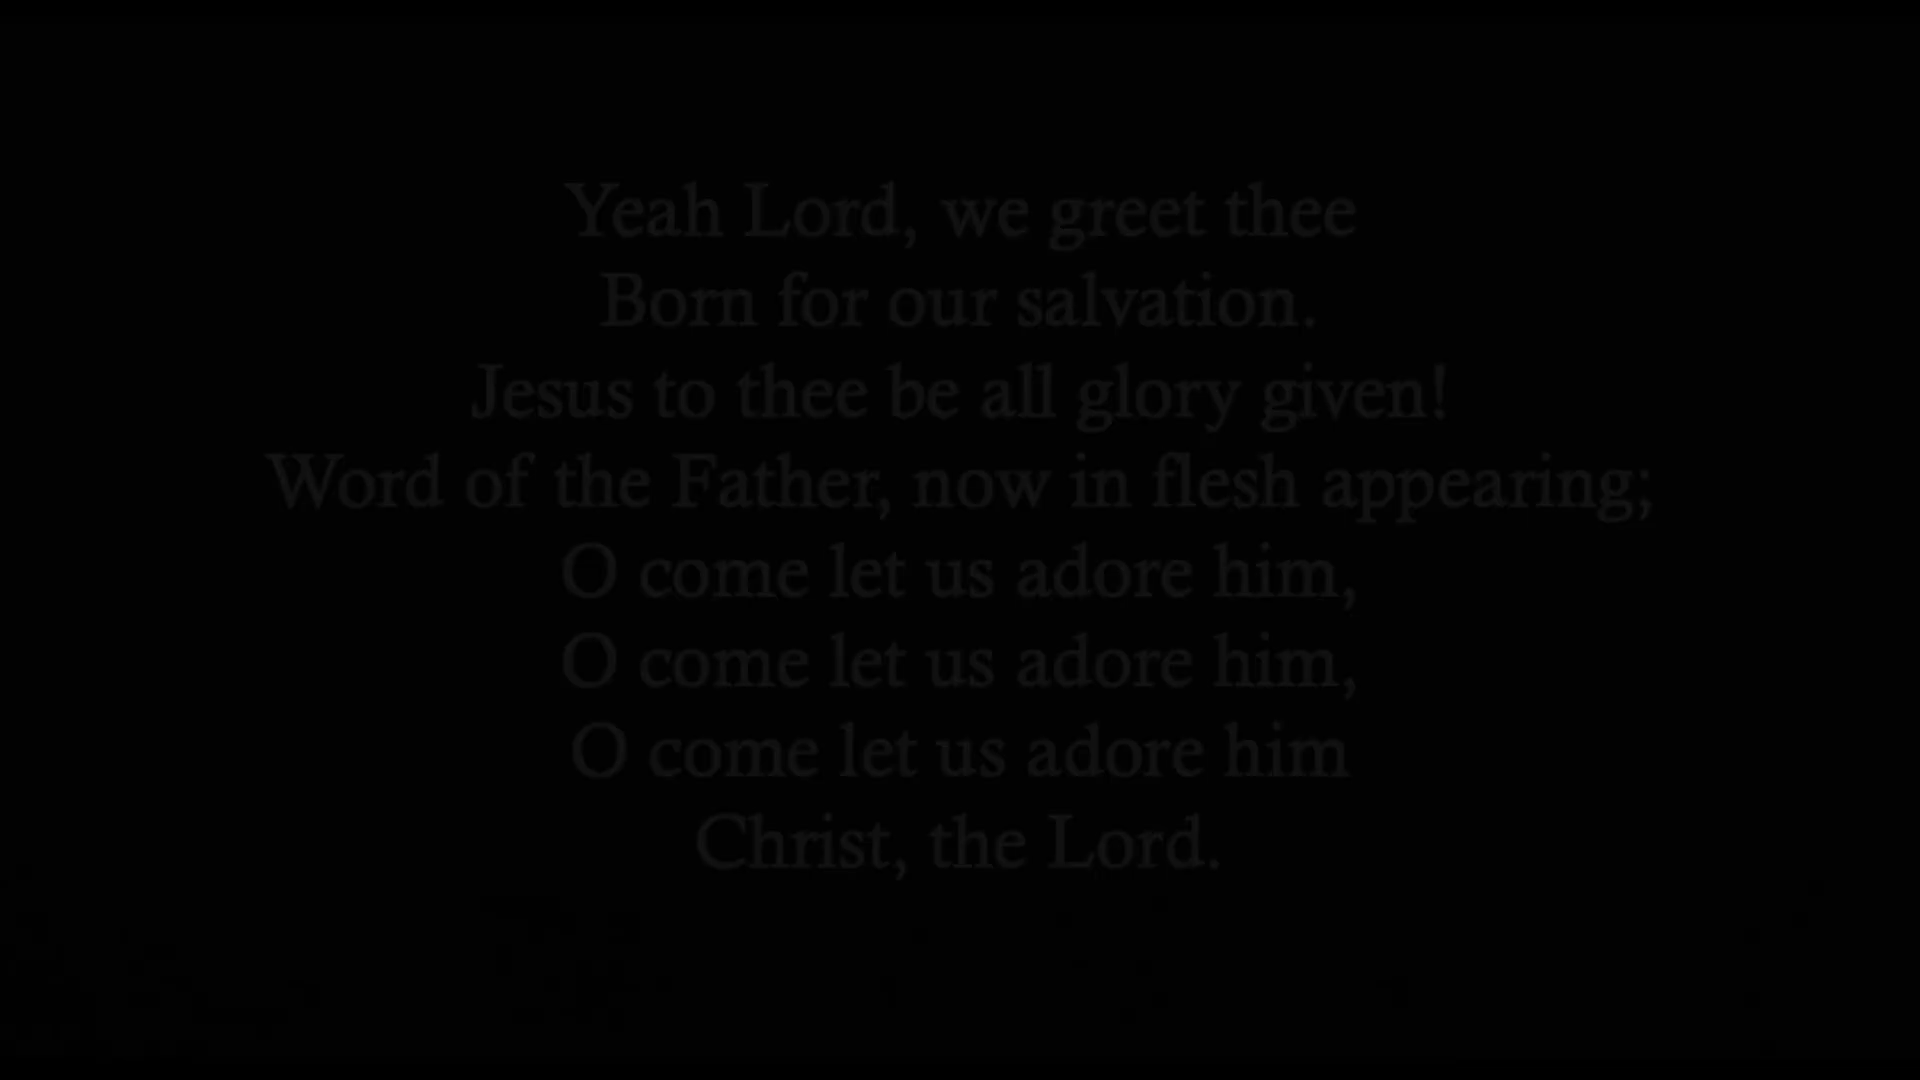 Yeah Lord, we greet thee
Born for our salvation.
Jesus to thee be all glory given!
Word of the Father, now in flesh appearing;
O come let us adore him,
O come let us adore him,
O come let us adore him
Christ, the Lord.